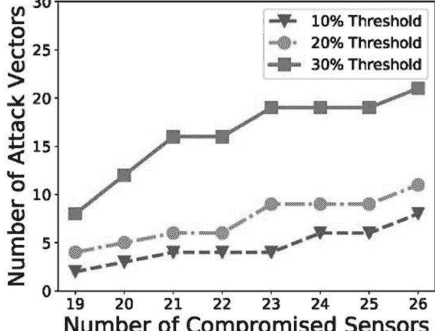 30
25
20
15
10
5
0
Number of Attack Vectors
10% Threshold
20% Threshold
30% Threshold
19 20 21 22 23 24 25 26
Number of Compromised Sensors